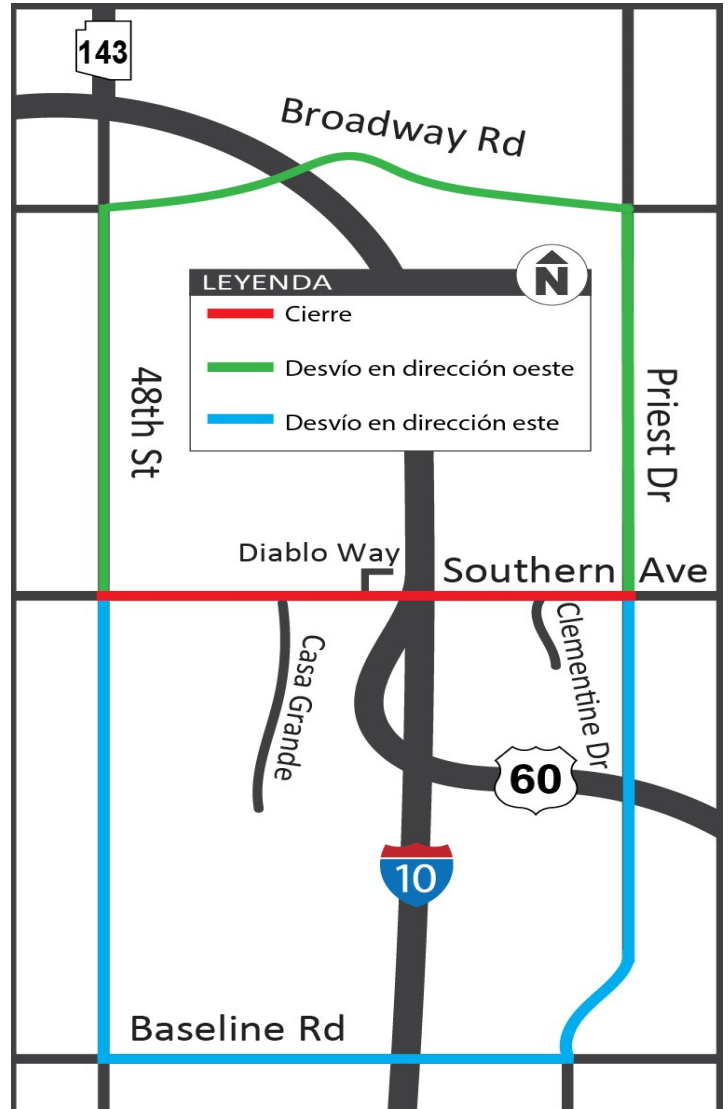 143
Broadway Rd
N
LEYENDA
Cierre
Desvío en dirección oeste
Desvío en dirección este
48th St
Priest Dr
Diablo Way
Southern Ave
Casa Grande
Clementine Dr
60
10
Baseline Rd